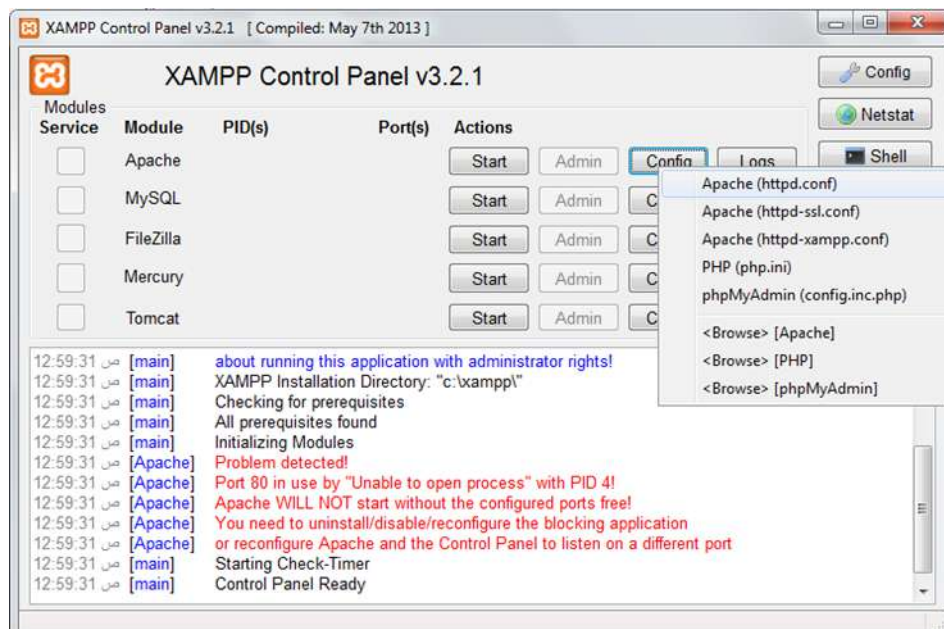 XAMPP Control Panel v3.2.1 [ Compiled: May 7th 2013 ]
XAMPP Control Panel v3.2.1
Config
Netstat
Shell
Modules
Service Module PID(s) Port(s) Actions
Apache Start Admin Config Logs
MySQL Start Admin C
FileZilla Start Admin C
Mercury Start Admin C
Tomcat Start Admin C
Apache (httpd.conf)
Apache (httpd-ssl.conf)
Apache (httpd-xampp.conf)
PHP (php.ini)
phpMyAdmin (config.inc.php)
<Browse> [Apache]
<Browse> [PHP]
<Browse> [phpMyAdmin]
12:59:31 ص [main] about running this application with administrator rights!
12:59:31 ص [main] XAMPP Installation Directory: "c:\xampp\"
12:59:31 ص [main] Checking for prerequisites
12:59:31 ص [main] All prerequisites found
12:59:31 ص [main] Initializing Modules
12:59:31 ص [Apache] Problem detected!
12:59:31 ص [Apache] Port 80 in use by "Unable to open process" with PID 4!
12:59:31 ص [Apache] Apache WILL NOT start without the configured ports free!
12:59:31 ص [Apache] You need to uninstall/disable/reconfigure the blocking application
12:59:31 ص [Apache] or reconfigure Apache and the Control Panel to listen on a different port
12:59:31 ص [main] Starting Check-Timer
12:59:31 ص [main] Control Panel Ready